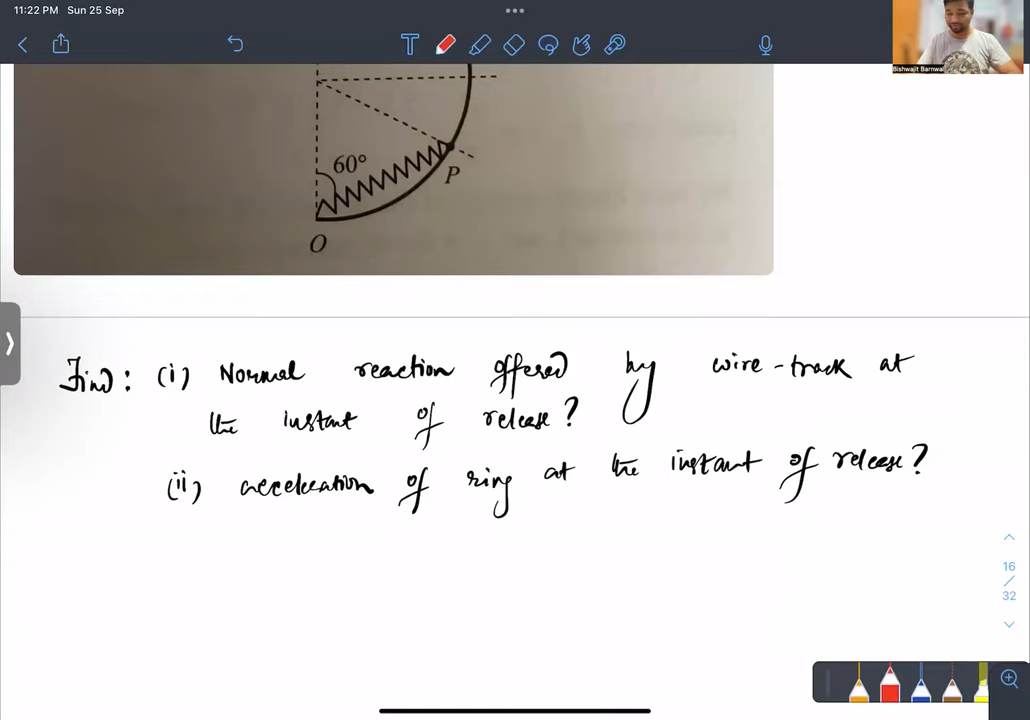 11:22 PM Sun 25 Sep
T
Bishwajit Barnwal
60°
P
O
Find: (i) Normal reaction offered by wire-track at
the instant of release?
(ii) acceleration of ring at the instant of release?
16
/
32